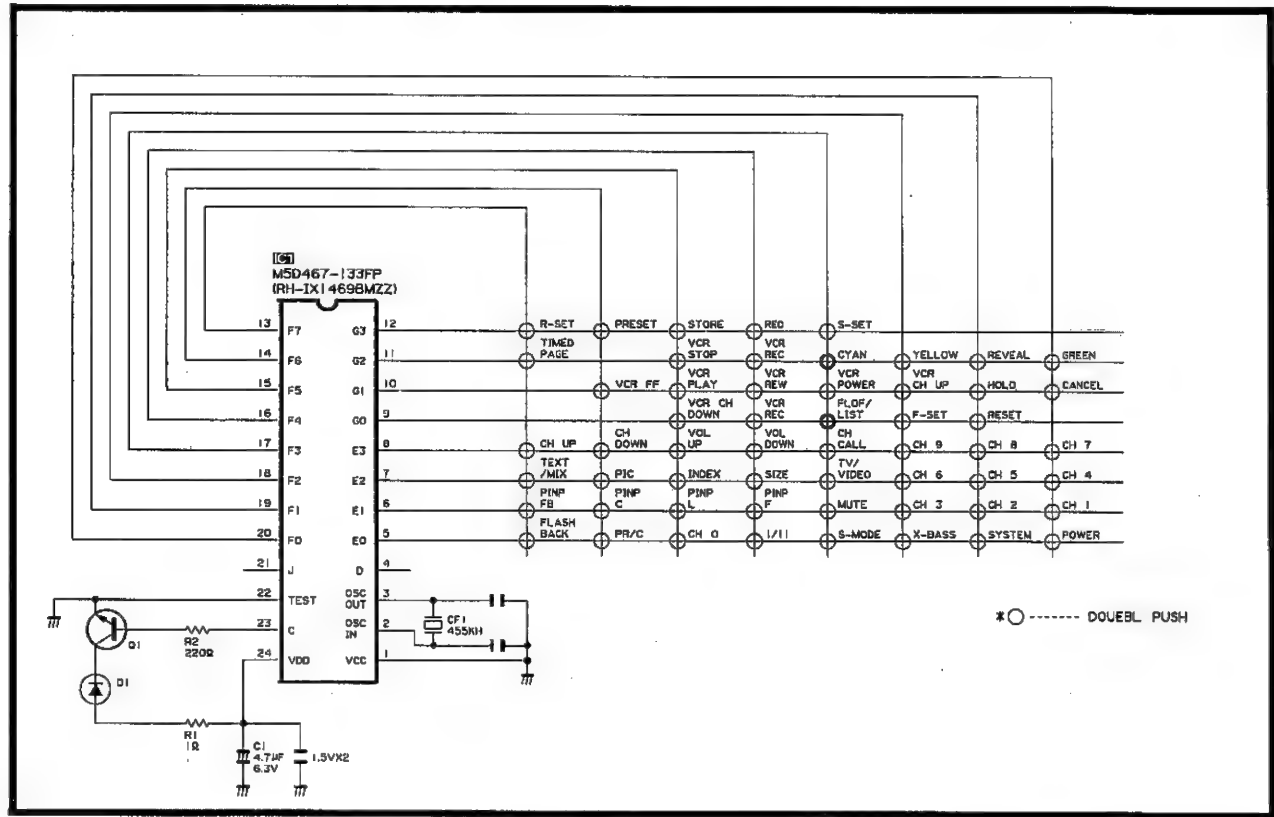 IC1
M5D467-133FP
(RH-IX1469BMZZ)
13 F7 G3 12 R-SET PRESET STORE RED S-SET
14 F6 G2 11 TIMED PAGE VCR STOP VCR REC CYAN YELLOW REVEAL GREEN
15 F5 G1 10 VCR FF VCR PLAY VCR REW VCR POWER VCR CH UP HOLD CANCEL
16 F4 G0 9 VCR CH DOWN VCR REC FLOF/ LIST F-SET RESET
17 F3 E3 8 CH UP CH DOWN VOL UP VOL DOWN CH CALL CH 9 CH 8 CH 7
18 F2 E2 7 TEXT /MIX PIC INDEX SIZE TV/ VIDEO CH 6 CH 5 CH 4
19 F1 E1 6 PINP FB PINP C PINP L PINP F MUTE CH 3 CH 2 CH 1
20 F0 E0 5 FLASH BACK PR/C CH 0 I/II S-MODE X-BASS SYSTEM POWER
21 J D 4
22 TEST OSC OUT 3
23 C OSC IN 2
24 VDD VCC 1
CF1
455KH
*○ ------ DOUEBL PUSH
Q1
R2
220Ω
D1
R1
1Ω
C1
4.7µF
6.3V
1.5VX2